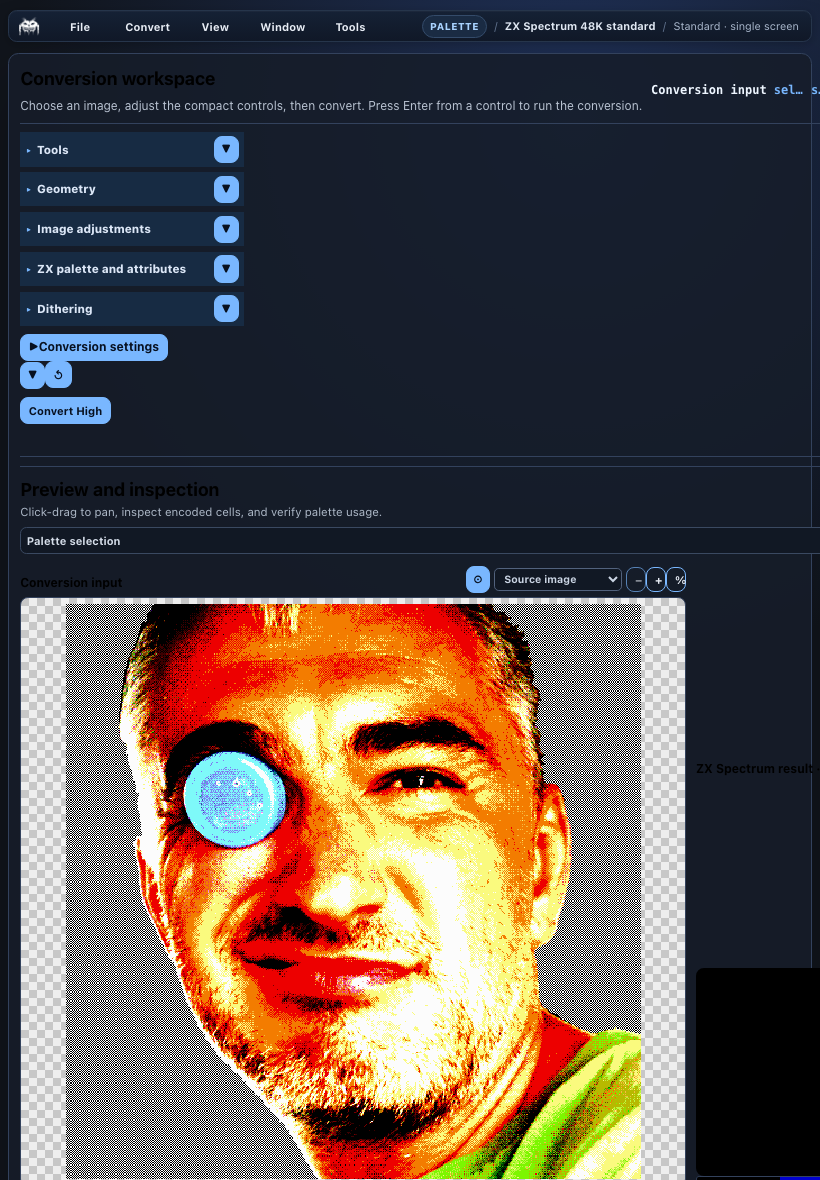 File Convert View Window Tools PALETTE / ZX Spectrum 48K standard / Standard · single screen
Conversion workspace
Choose an image, adjust the compact controls, then convert. Press Enter from a control to run the conversion.
Conversion input sel… s…
Tools
Geometry
Image adjustments
ZX palette and attributes
Dithering
Conversion settings
Convert High
Preview and inspection
Click-drag to pan, inspect encoded cells, and verify palette usage.
Palette selection
Conversion input
Source image
− + %
ZX Spectrum result